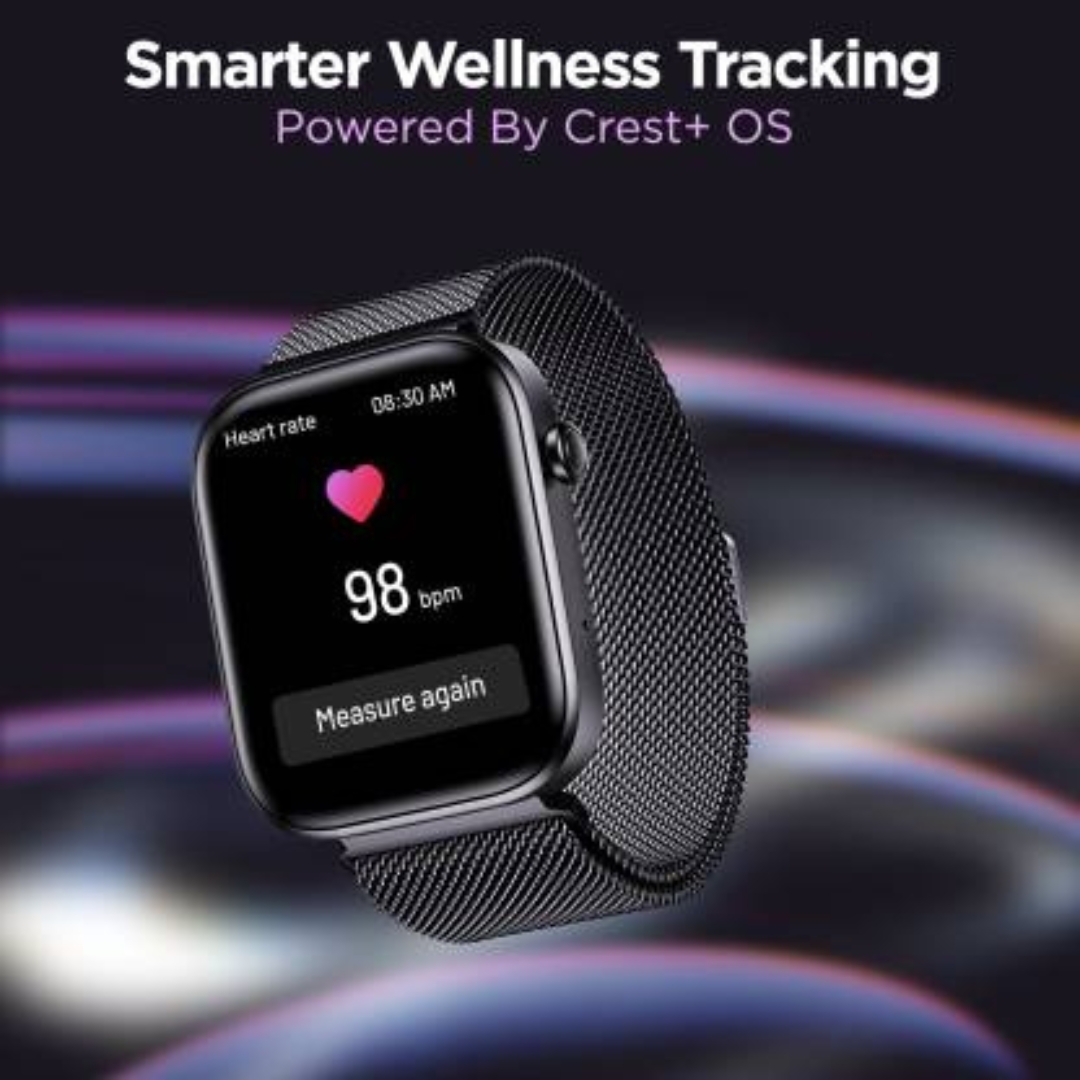 Smarter Wellness Tracking
Powered By Crest+ OS
Heart rate 08:30 AM
98 bpm
Measure again